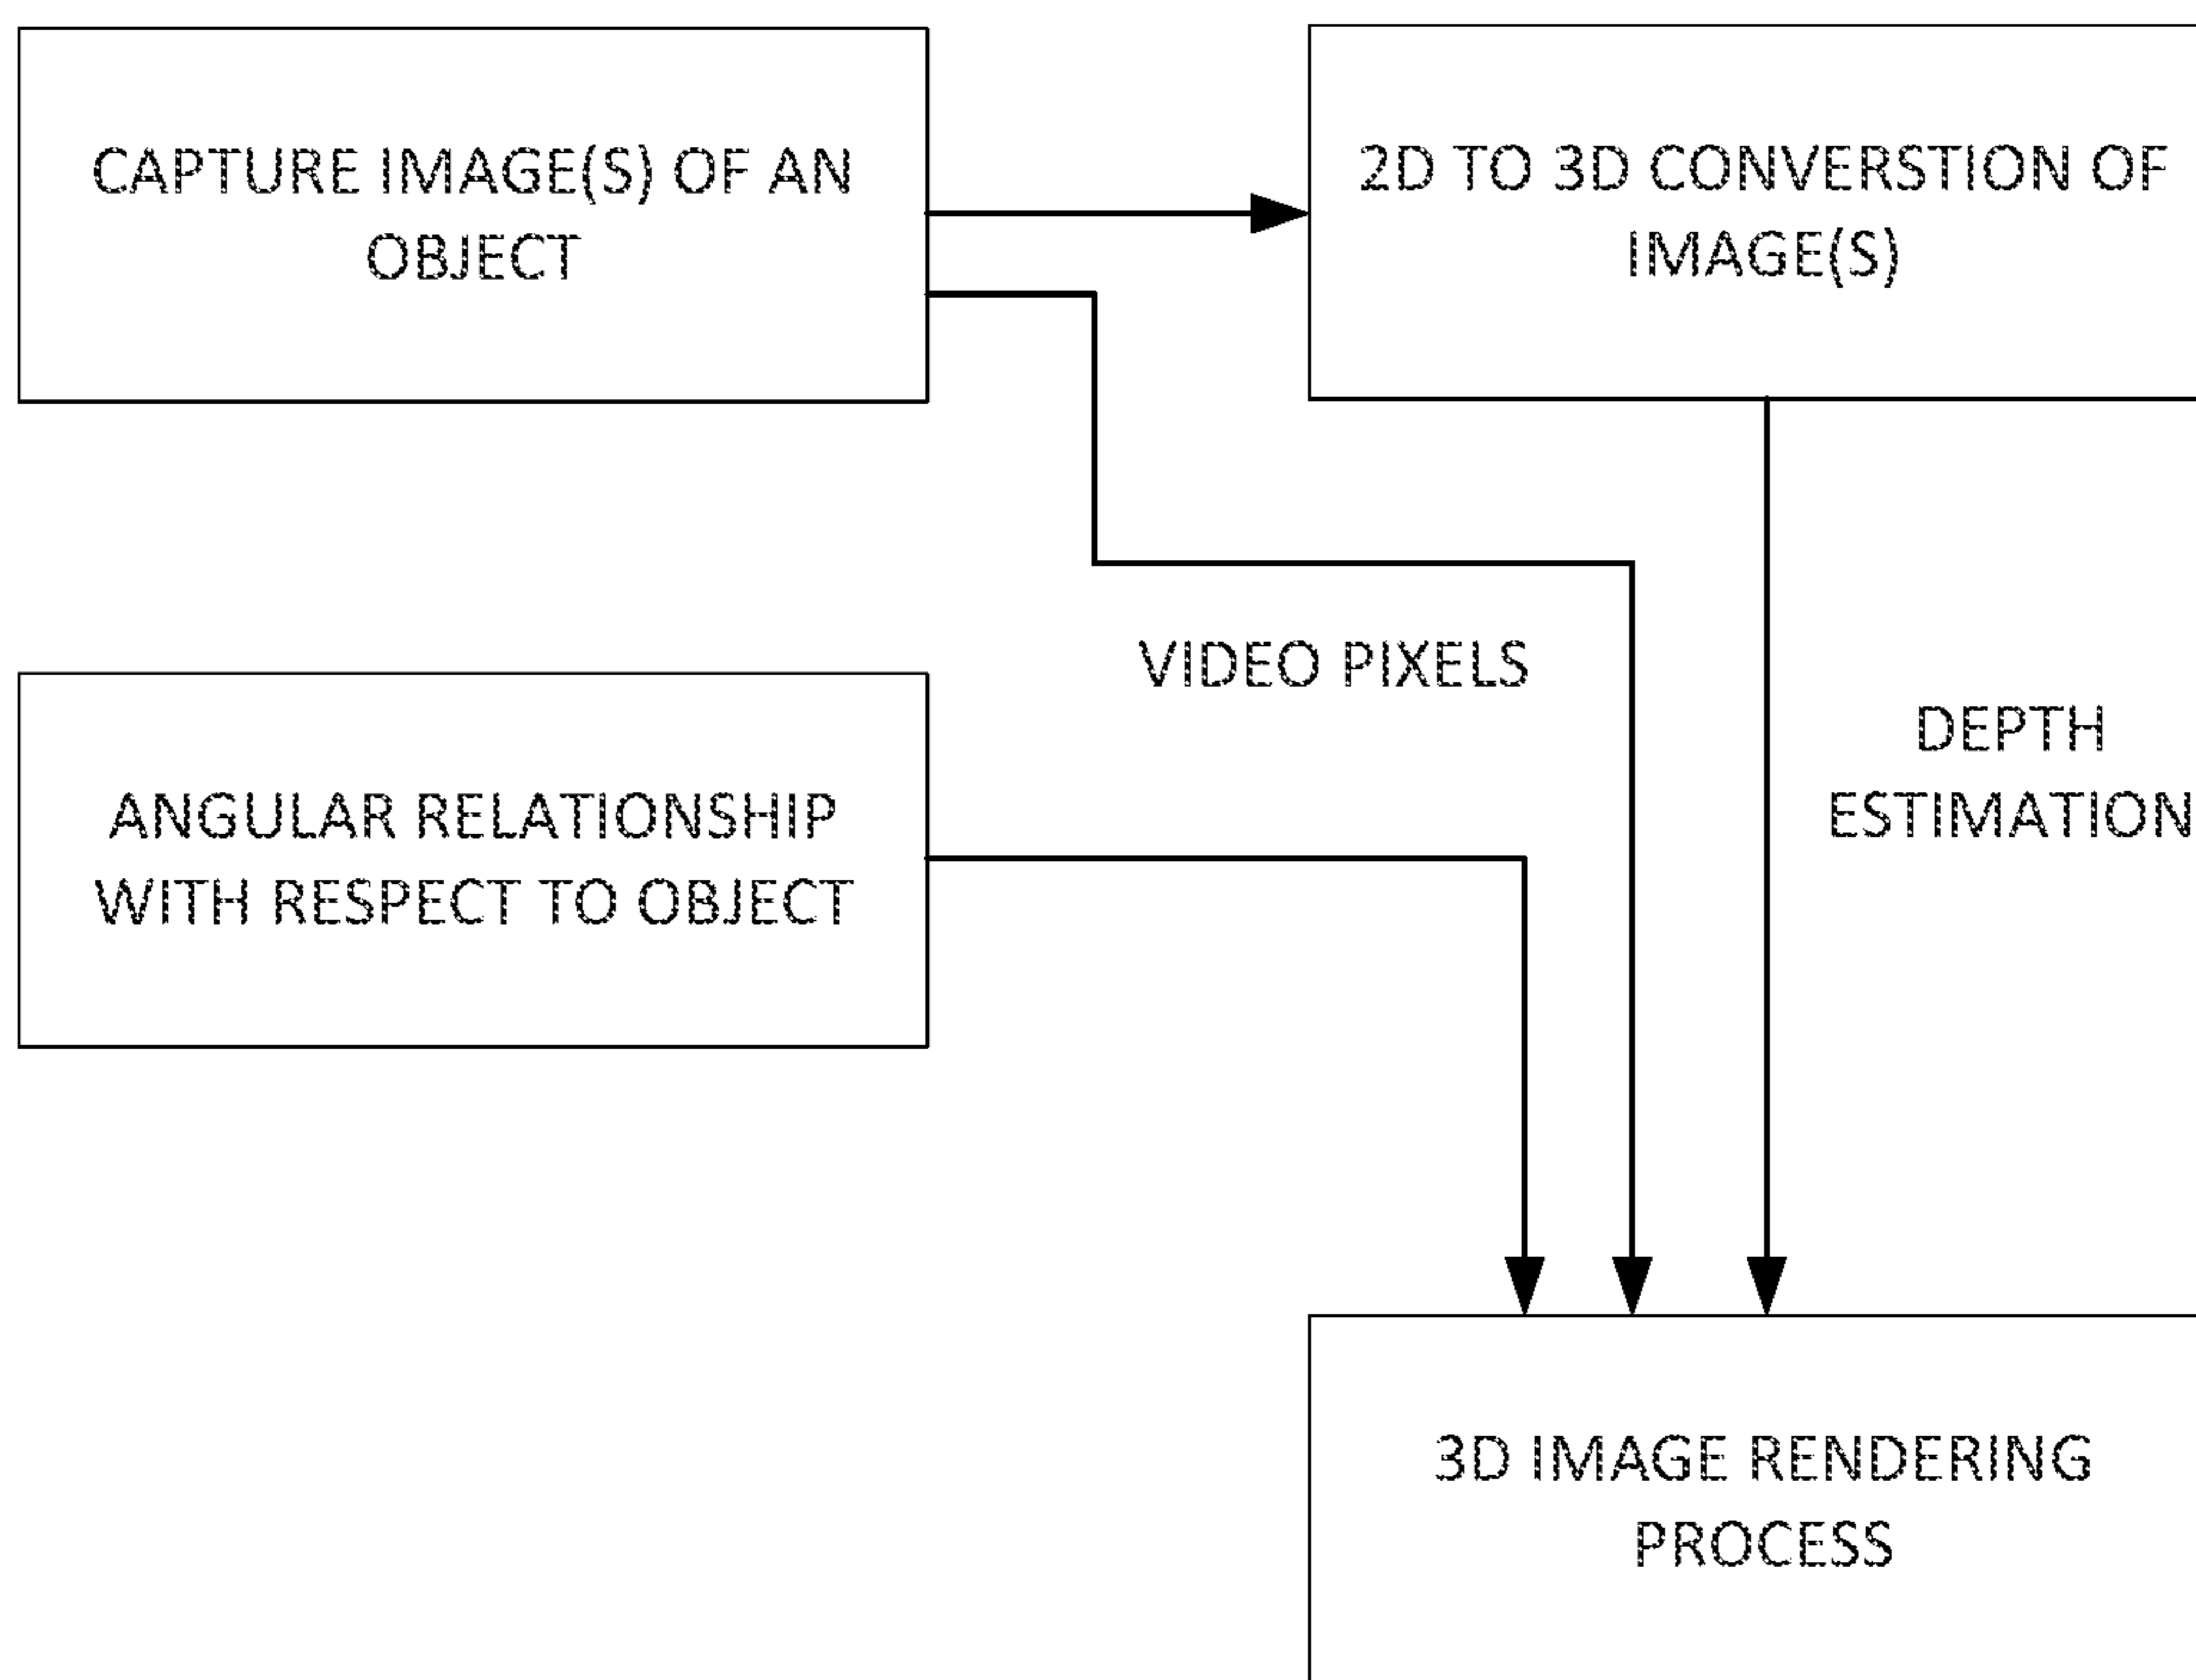 CAPTURE IMAGE(S) OF AN
OBJECT
2D TO 3D CONVERSTION OF
IMAGE(S)
VIDEO PIXELS
DEPTH
ESTIMATION
ANGULAR RELATIONSHIP
WITH RESPECT TO OBJECT
3D IMAGE RENDERING
PROCESS